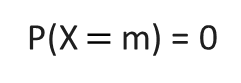 P(X = m) = 0